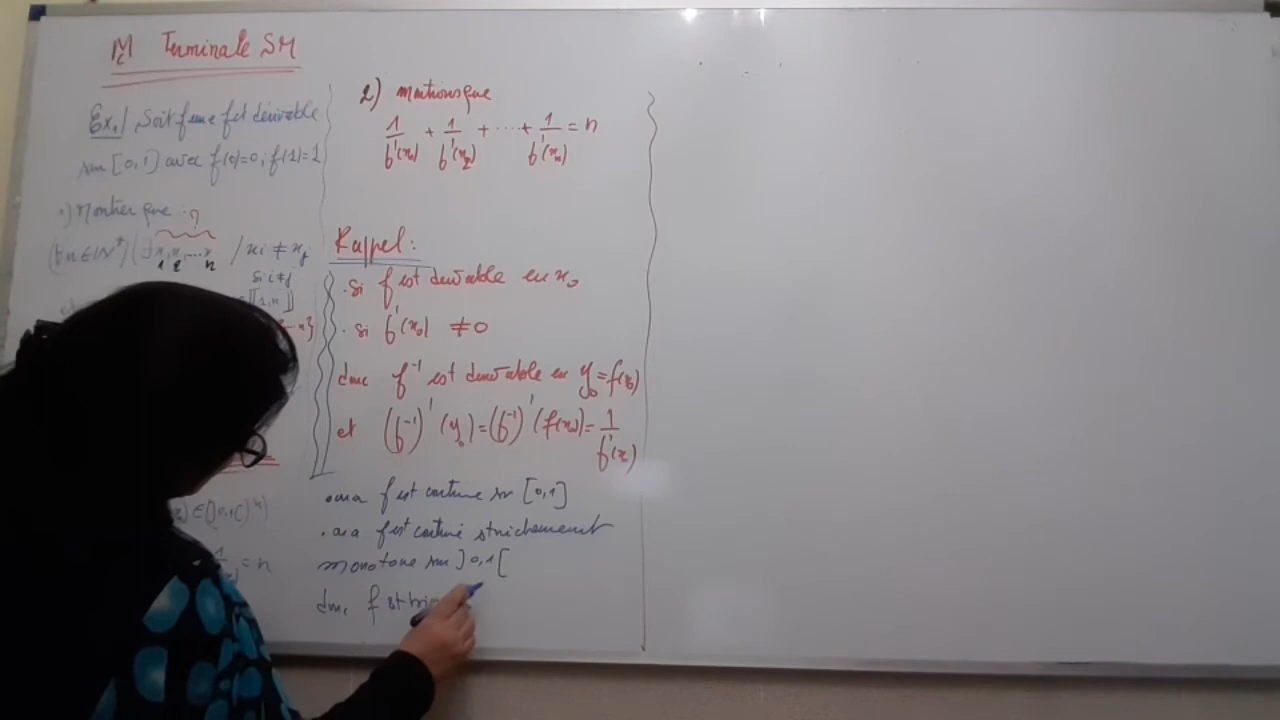 Terminale SM
Ex1/ Soit f une fct dérivable
sur [0,1] avec f(0)=0, f(1)=1
1) Montrer que : ?
(∀n∈IN*)(∃x1,x2,...xn / xi ≠ xj
si i≠j
[[1,n]]
n}
∈(]0,1[)^n)
= n
2) montrons que
1/f'(x1) + 1/f'(x2) + ... + 1/f'(xn) = n
Rappel :
. si f est dérivable en x0
. si f'(x0) ≠ 0
donc f^-1 est dérivable en y0 = f(x0)
et (f^-1)'(y0) = (f^-1)'(f(x0)) = 1/f'(x0)
. on a f est continue sur [0,1]
. on a f est continue strictement
monotone sur ]0,1[
donc f est